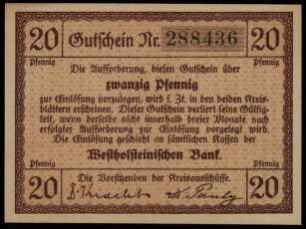 20 Gutschein Nr. 288436 20
Pfennig Pfennig
Die Aufforderung, diesen Gutschein über
zwanzig Pfennig
zur Einlösung vorzulegen, wird s. Zt. in den beiden Kreis-
blättern erscheinen. Dieser Gutschein verliert seine Gültig-
keit, wenn derselbe nicht innerhalb dreier Monate nach
erfolgter Aufforderung zur Einlösung vorgelegt wird.
Die Einlösung geschieht an sämtlichen Kassen der
Westholsteinischen Bank.
Pfennig Pfennig
20 Die Vorsitzenden der Kreisausschüsse. 20